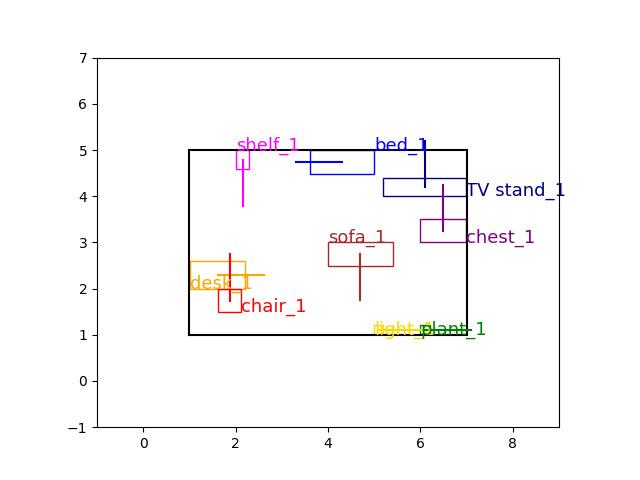 7
6
5
4
3
2
1
0
−1
0
2
4
6
8
shelf_1
bed_1
TV stand_1
chest_1
sofa_1
desk_1
chair_1
light_1
plant_1